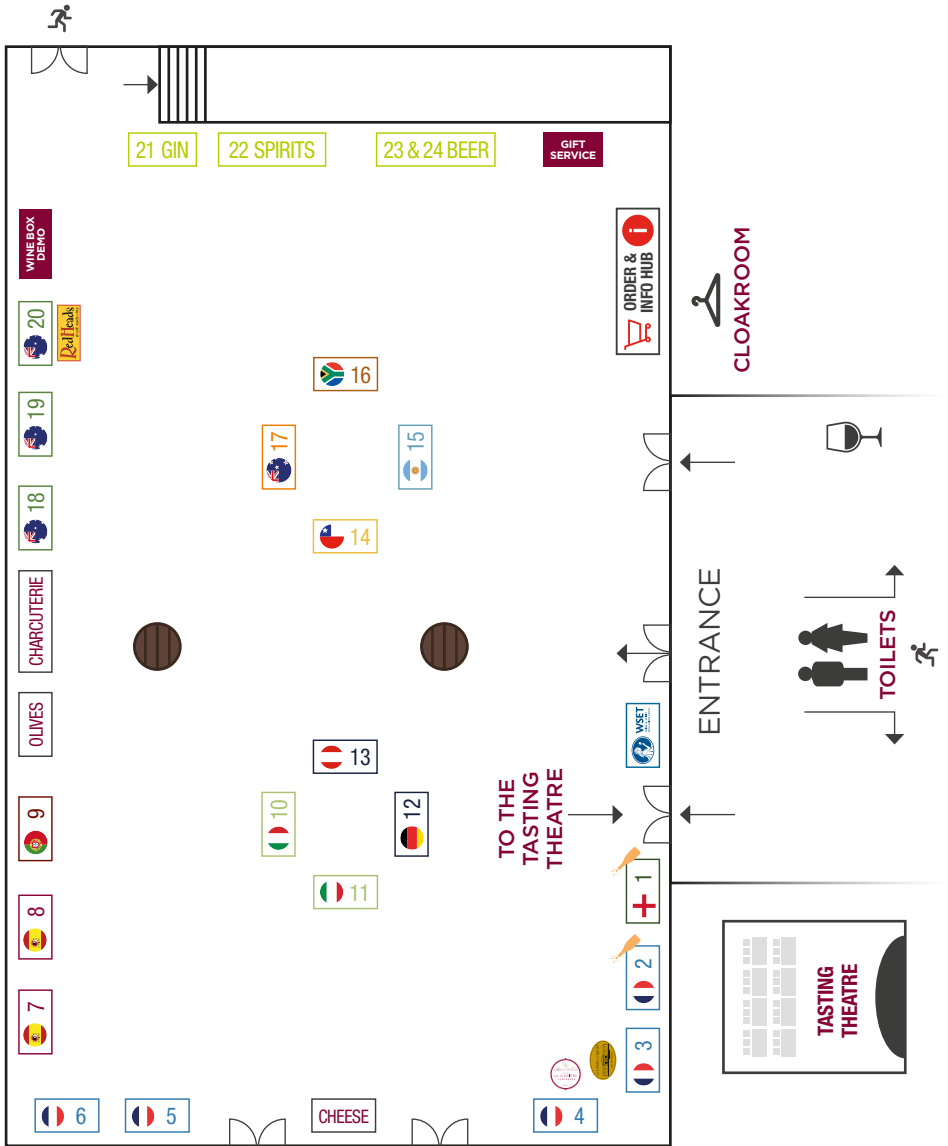 21 GIN
22 SPIRITS
23 & 24 BEER
GIFT
SERVICE
WINE BOX
DEMO
20
RedHeads
19
18
CHARCUTERIE
OLIVES
9
8
7
6
5
CHEESE
4
3
2
1
16
17
15
14
13
10
12
11
ORDER &
INFO HUB
i
CLOAKROOM
WSET
TO THE
TASTING
THEATRE
ENTRANCE
TOILETS
TASTING
THEATRE